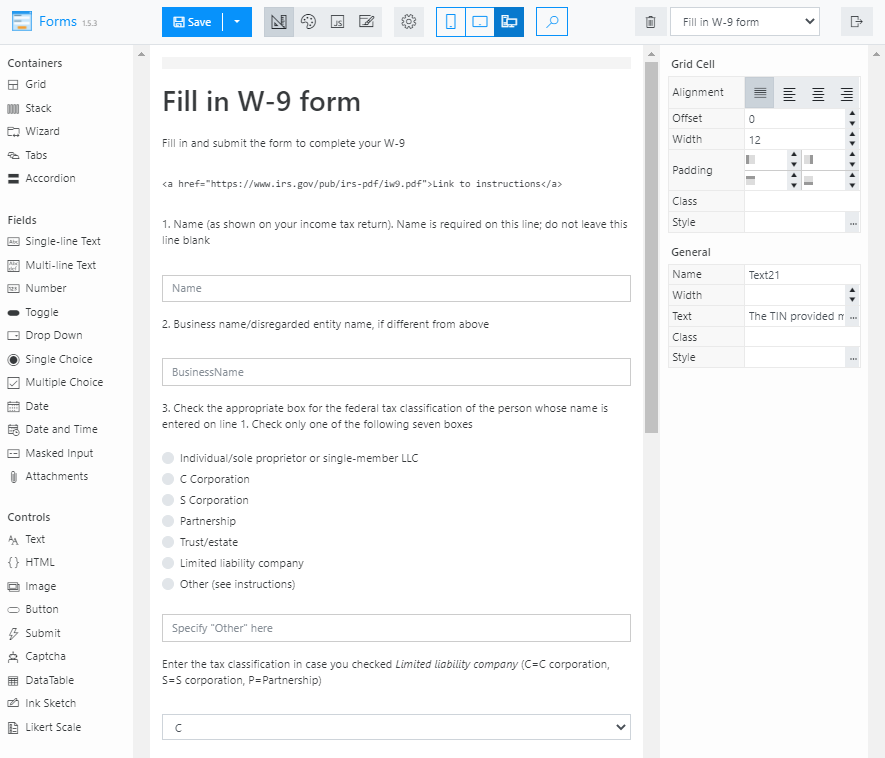 Forms 1.5.3
Save
JS
Fill in W-9 form
Containers
Grid
Stack
Wizard
Tabs
Accordion
Fields
Single-line Text
Multi-line Text
Number
Toggle
Drop Down
Single Choice
Multiple Choice
Date
Date and Time
Masked Input
Attachments
Controls
Text
HTML
Image
Button
Submit
Captcha
DataTable
Ink Sketch
Likert Scale
Fill in W-9 form
Fill in and submit the form to complete your W-9
<a href="https://www.irs.gov/pub/irs-pdf/iw9.pdf">Link to instructions</a>
1. Name (as shown on your income tax return). Name is required on this line; do not leave this
line blank
Name
2. Business name/disregarded entity name, if different from above
BusinessName
3. Check the appropriate box for the federal tax classification of the person whose name is
entered on line 1. Check only one of the following seven boxes
Individual/sole proprietor or single-member LLC
C Corporation
S Corporation
Partnership
Trust/estate
Limited liability company
Other (see instructions)
Specify "Other" here
Enter the tax classification in case you checked Limited liability company (C=C corporation,
S=S corporation, P=Partnership)
C
Grid Cell
Alignment
Offset 0
Width 12
Padding
Class
Style ...
General
Name Text21
Width
Text The TIN provided m ...
Class
Style ...